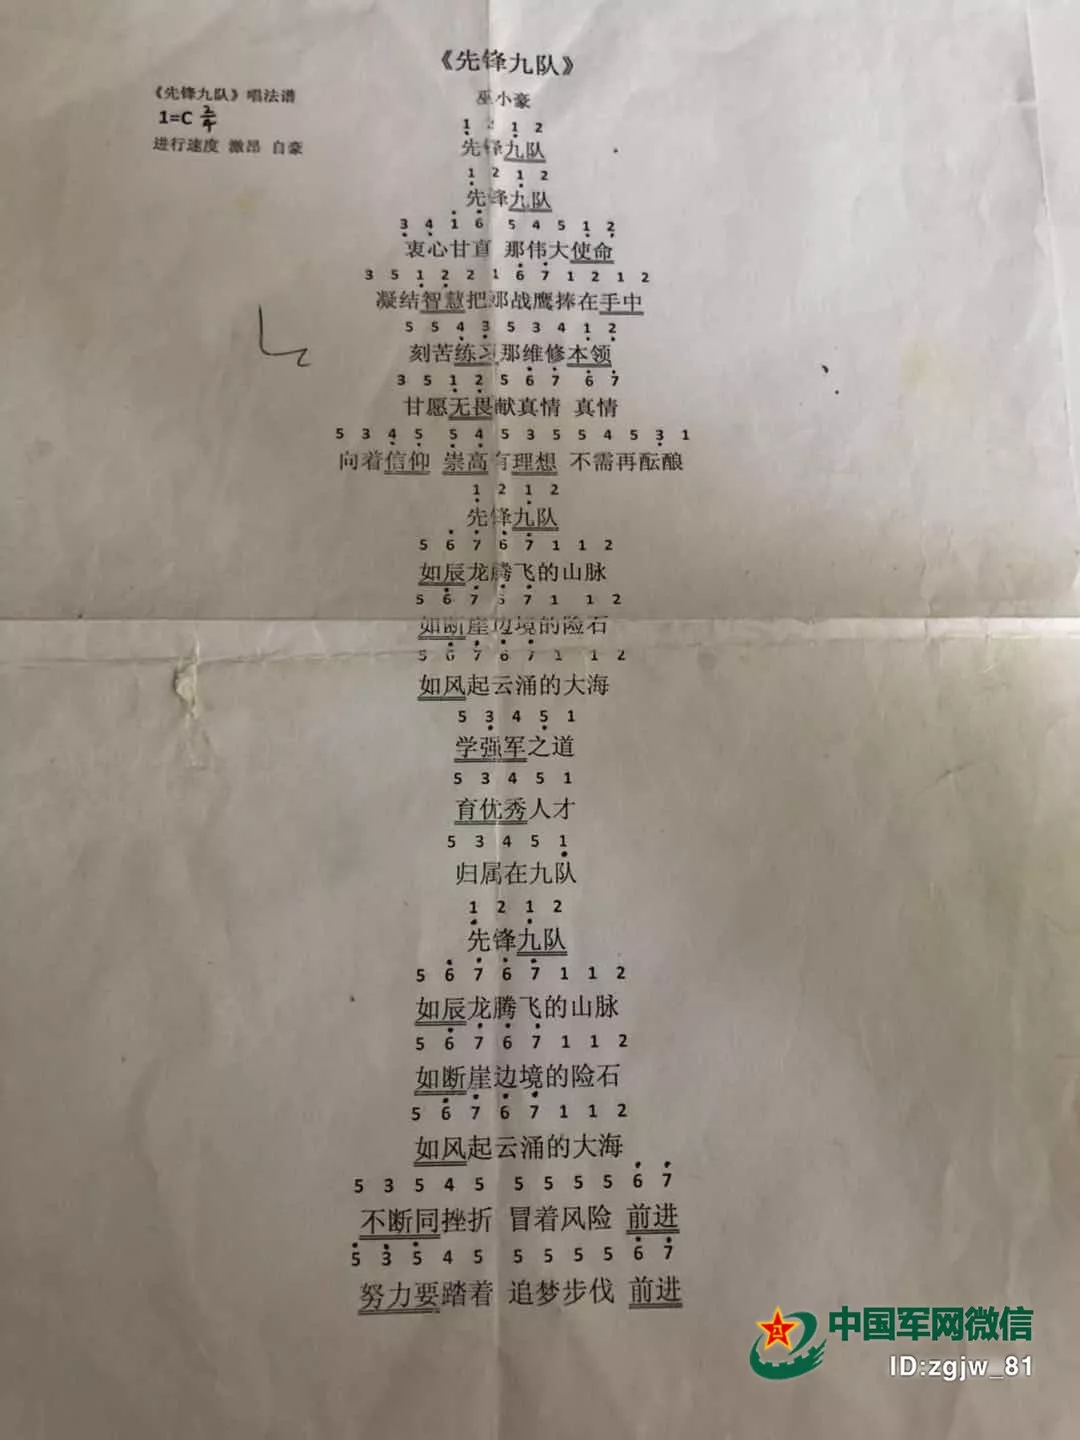 《先锋九队》
《先锋九队》唱法谱
巫小豪
1=C 2/4
进行速度 激昂 自豪
1 2 1 2
先锋九队
1 2 1 2
先锋九队
3 4 1 6 5 4 5 1 2
衷心甘直 那伟大使命
3 5 1 2 2 1 6 7 1 2 1 2
凝结智慧把那战鹰捧在手中
5 5 4 3 5 3 4 1 2
刻苦练习那维修本领
3 5 1 2 5 6 7 6 7
甘愿无畏献真情 真情
5 3 4 5 5 4 5 3 5 5 4 5 3 1
向着信仰 崇高有理想 不需再酝酿
1 2 1 2
先锋九队
5 6 7 6 7 1 1 2
如辰龙腾飞的山脉
5 6 7 6 7 1 1 2
如断崖边境的险石
5 6 7 6 7 1 1 2
如风起云涌的大海
5 3 4 5 1
学强军之道
5 3 4 5 1
育优秀人才
5 3 4 5 1
归属在九队
1 2 1 2
先锋九队
5 6 7 6 7 1 1 2
如辰龙腾飞的山脉
5 6 7 6 7 1 1 2
如断崖边境的险石
5 6 7 6 7 1 1 2
如风起云涌的大海
5 3 5 4 5 5 5 5 5 6 7
不断同挫折 冒着风险 前进
5 3 5 4 5 5 5 5 5 6 7
努力要踏着 追梦步伐 前进
中国军网微信
ID:zgjw_81